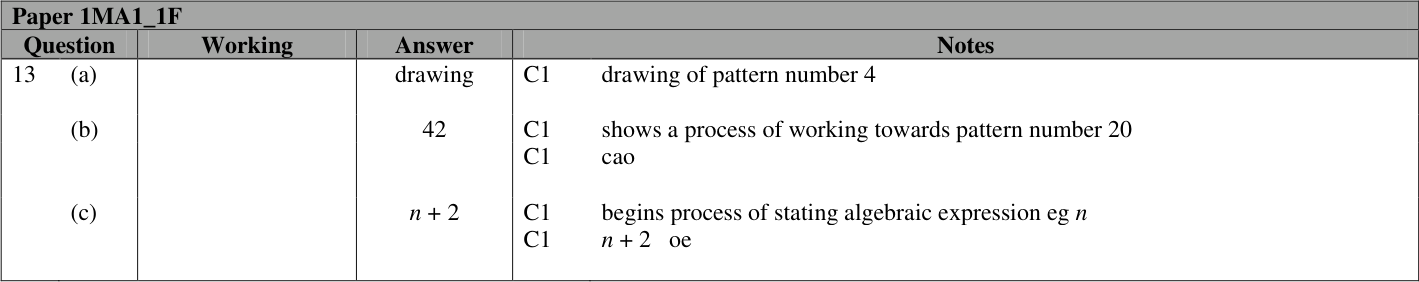 Paper 1MA1_1F
Question Working Answer Notes
13 (a) drawing C1 drawing of pattern number 4
(b) 42 C1 shows a process of working towards pattern number 20
C1 cao
(c) n + 2 C1 begins process of stating algebraic expression eg n
C1 n + 2 oe